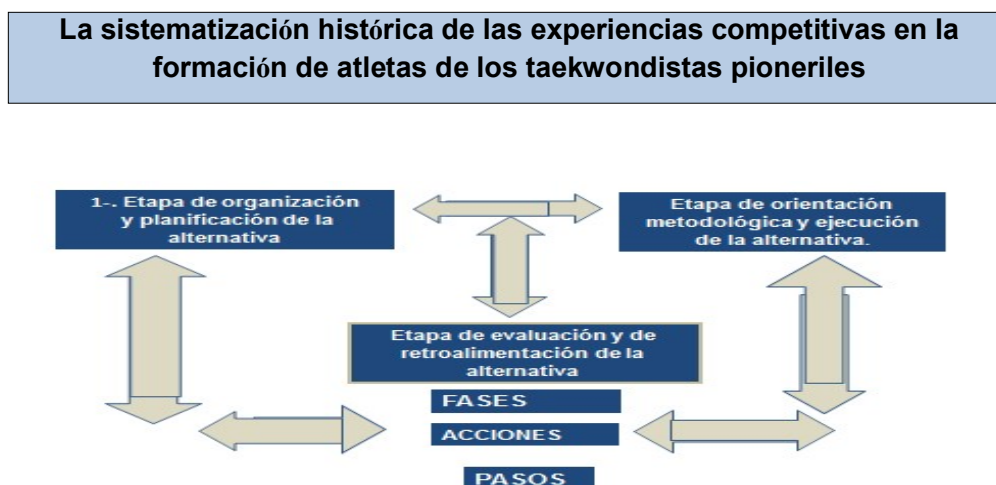 La sistematización histórica de las experiencias competitivas en la
formación de atletas de los taekwondistas pioneriles
1-. Etapa de organización
y planificación de la
alternativa
Etapa de orientación
metodológica y ejecución
de la alternativa.
Etapa de evaluación y de
retroalimentación de la
alternativa
FASES
ACCIONES
PASOS